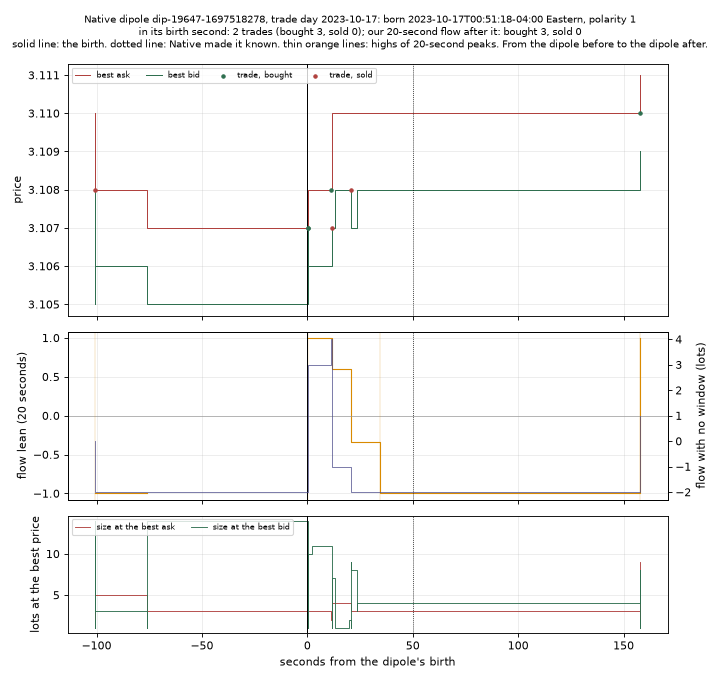 Native dipole dip-19647-1697518278, trade day 2023-10-17: born 2023-10-17T00:51:18-04:00 Eastern, polarity 1
in its birth second: 2 trades (bought 3, sold 0); our 20-second flow after it: bought 3, sold 0
solid line: the birth. dotted line: Native made it known. thin orange lines: highs of 20-second peaks. From the dipole before to the dipole after.
best ask
best bid
trade, bought
trade, sold
3.111
3.110
3.109
3.108
3.107
3.106
3.105
price
1.0
0.5
0.0
−0.5
−1.0
flow lean (20 seconds)
4
3
2
1
0
−1
−2
flow with no window (lots)
size at the best ask
size at the best bid
10
5
lots at the best price
−100
−50
0
50
100
150
seconds from the dipole's birth